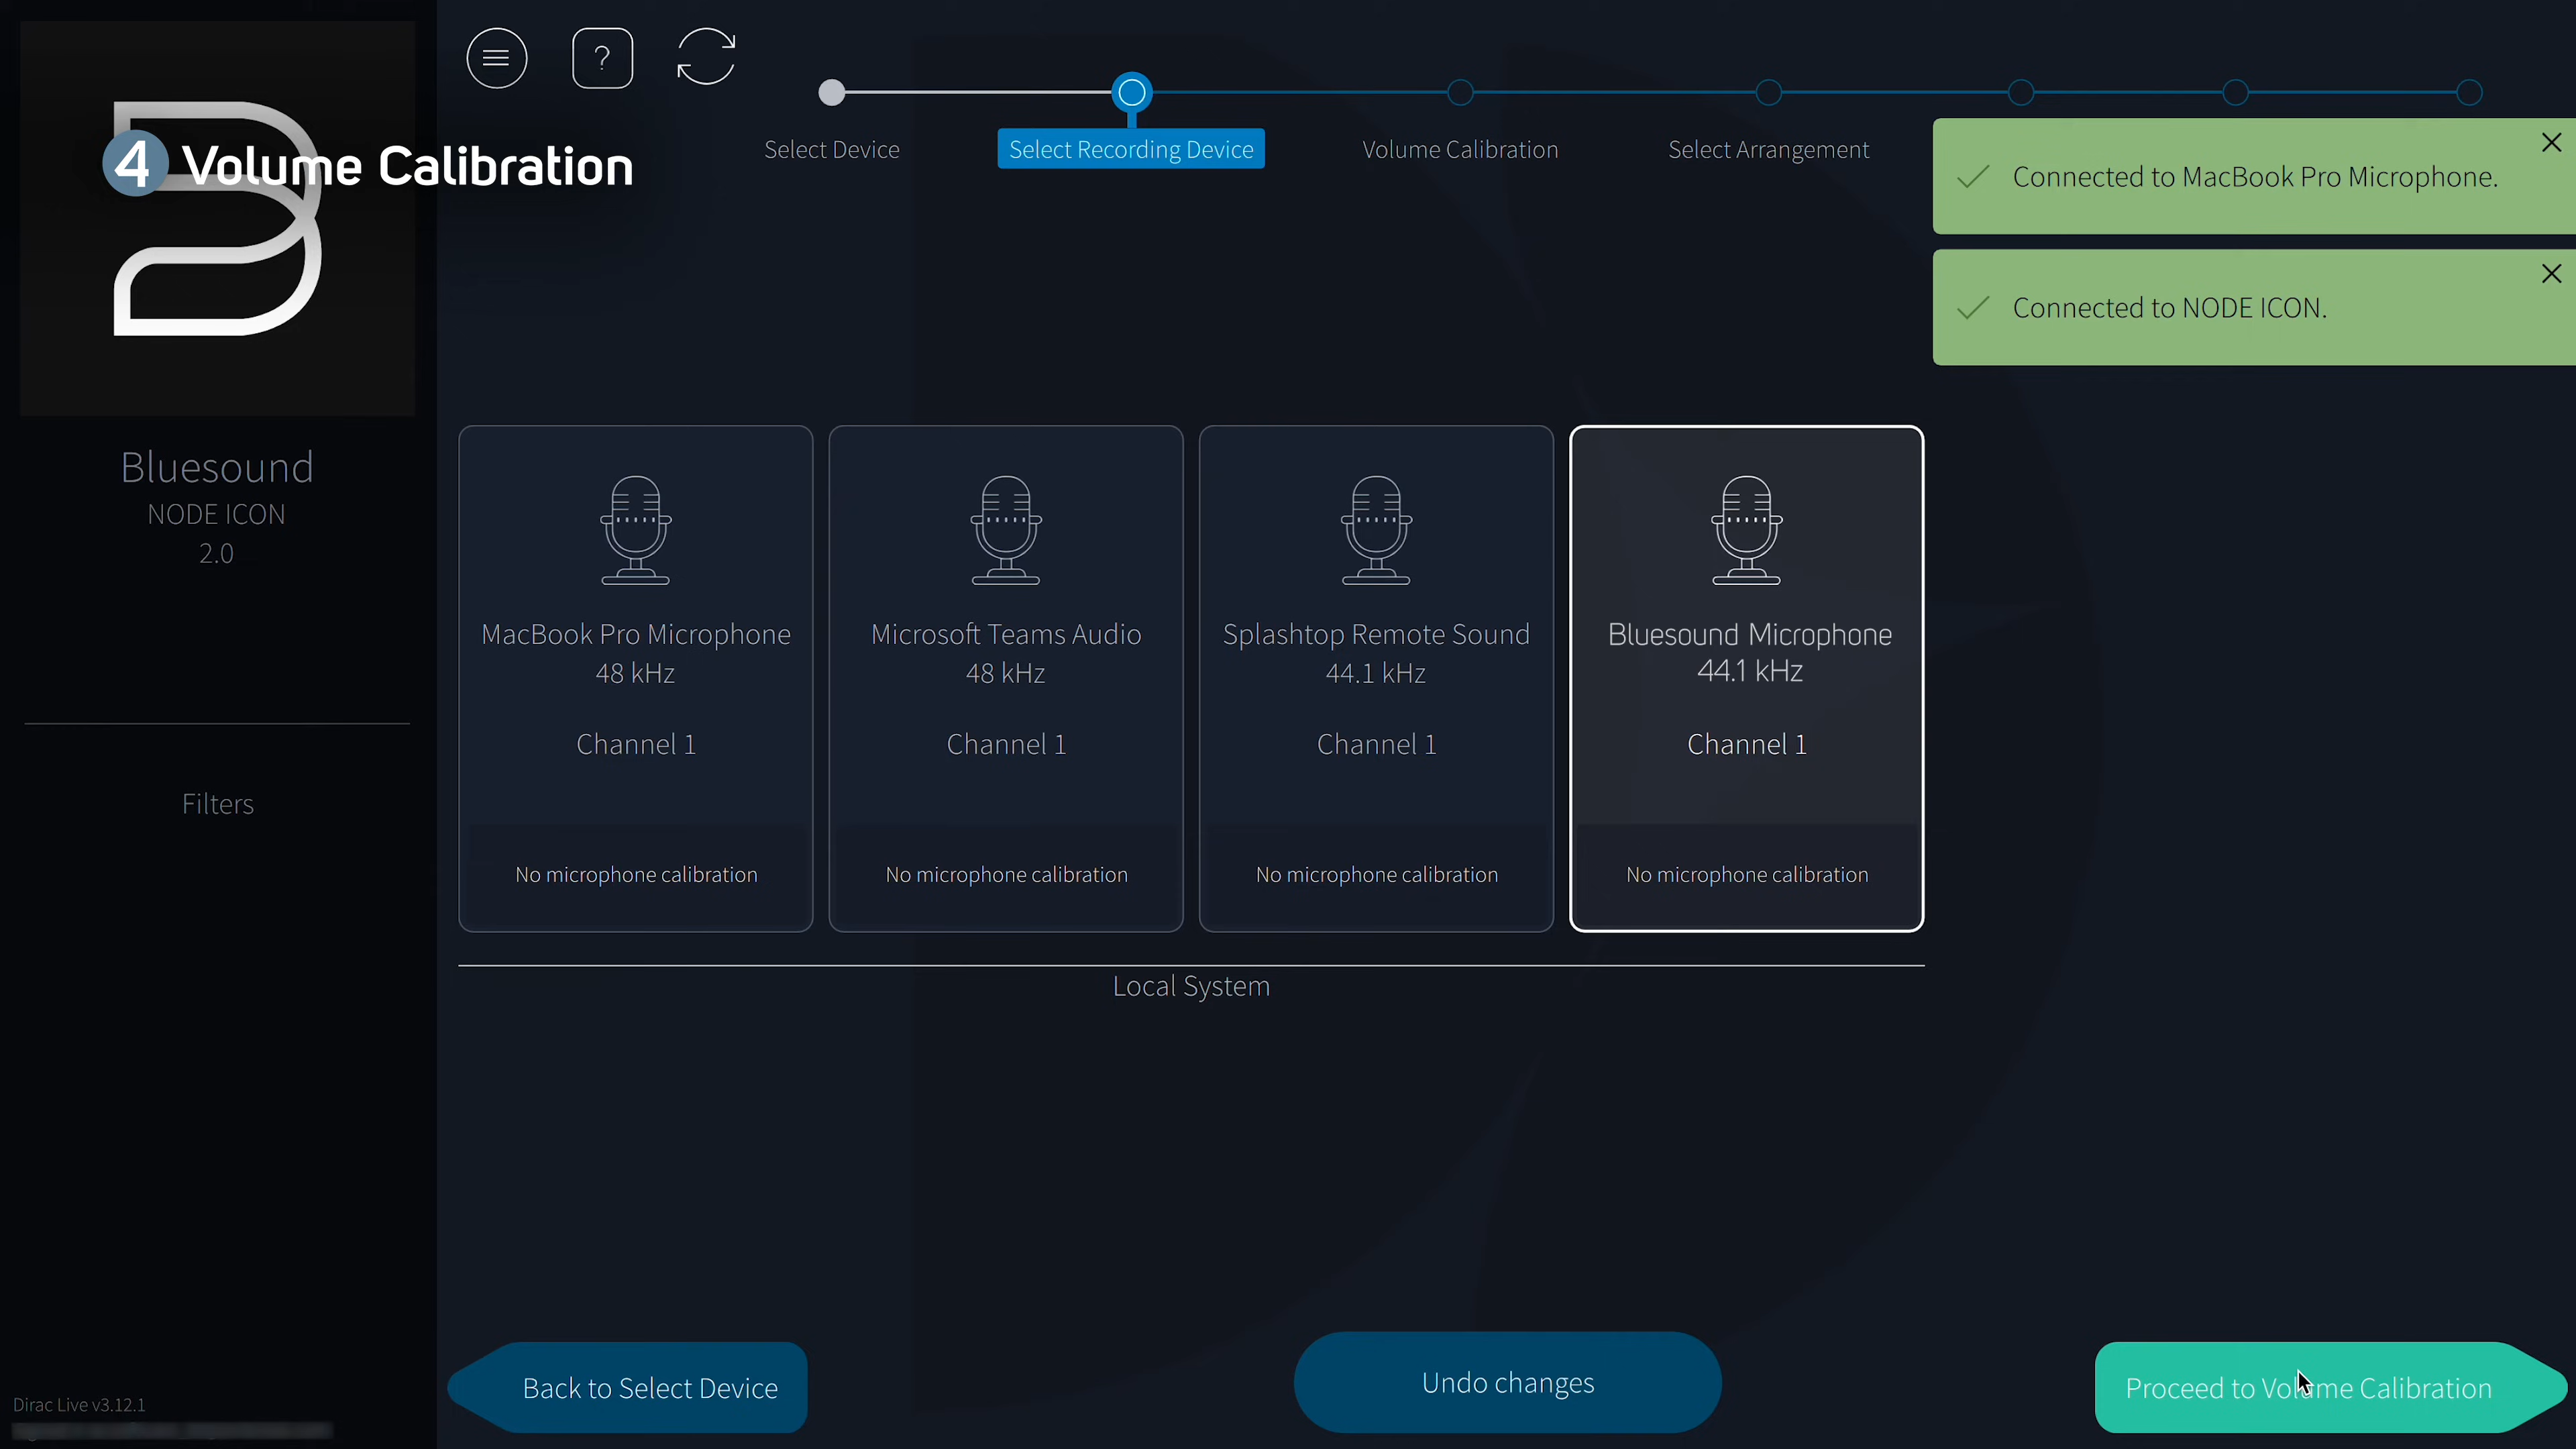 4 Volume Calibration
?
Select Device
Select Recording Device
Volume Calibration
Select Arrangement
Connected to MacBook Pro Microphone.
Connected to NODE ICON.
Bluesound
NODE ICON
2.0
Filters
MacBook Pro Microphone
48 kHz
Channel 1
No microphone calibration
Microsoft Teams Audio
48 kHz
Channel 1
No microphone calibration
Splashtop Remote Sound
44.1 kHz
Channel 1
No microphone calibration
Bluesound Microphone
44.1 kHz
Channel 1
No microphone calibration
Local System
Back to Select Device
Undo changes
Proceed to Volume Calibration
Dirac Live v3.12.1